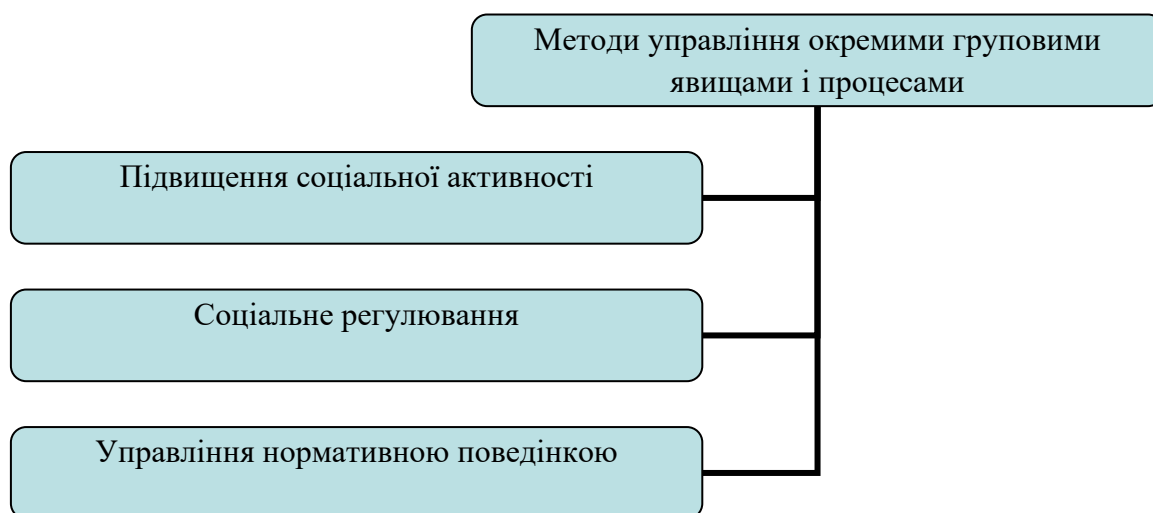 Методи управління окремими груповими
явищами і процесами
Підвищення соціальної активності
Соціальне регулювання
Управління нормативною поведінкою